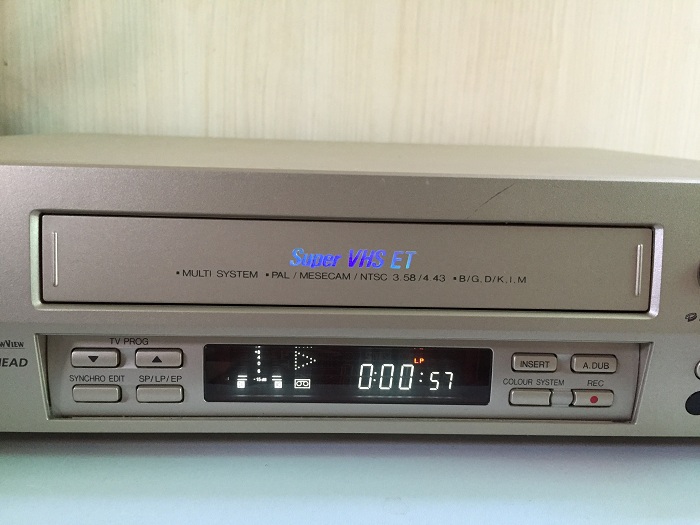 Super VHS ET
•MULTI SYSTEM •PAL/MESECAM/NTSC 3.58/4.43 •B/G,D/K,I,M
TV PROG
HEAD
SYNCHRO EDIT SP/LP/EP
LP
0:00:57
INSERT A.DUB
COLOUR SYSTEM REC